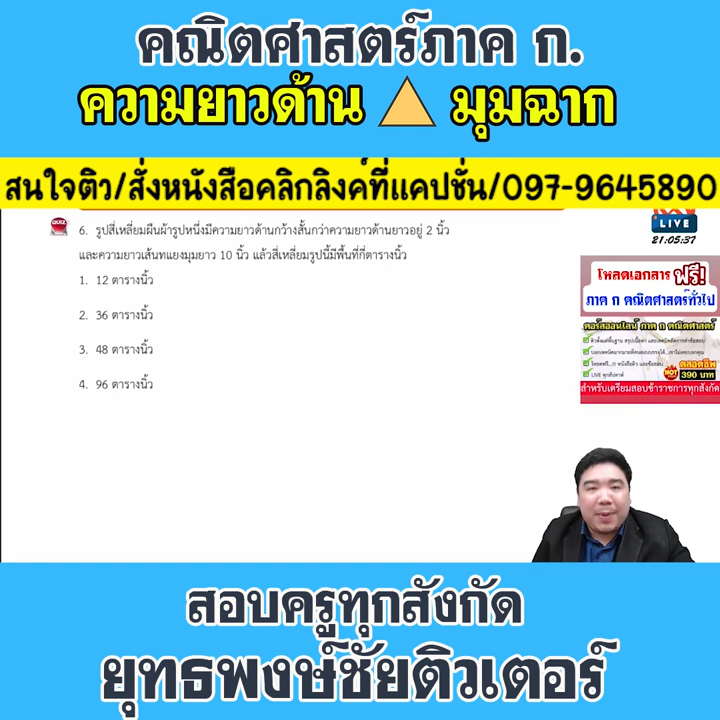 คณิตศาสตร์ภาค ก.
ความยาวด้าน มุมฉาก
สนใจติว/สั่งหนังสือคลิกลิงค์ที่แคปชั่น/097-9645890
QUIZ
6. รูปสี่เหลี่ยมผืนผ้ารูปหนึ่งมีความยาวด้านกว้างสั้นกว่าความยาวด้านยาวอยู่ 2 นิ้ว
และความยาวเส้นทแยงมุมยาว 10 นิ้ว แล้วสี่เหลี่ยมรูปนี้มีพื้นที่กี่ตารางนิ้ว
1. 12 ตารางนิ้ว
2. 36 ตารางนิ้ว
3. 48 ตารางนิ้ว
4. 96 ตารางนิ้ว
LIVE
21:05:37
โหลดเอกสาร ฟรี!
ภาค ก คณิตศาสตร์ทั่วไป
คอร์สออนไลน์ ภาค ก คณิตศาสตร์
LIVE ทุกสัปดาห์
HOT
ตลอดชีพ
390 บาท
สำหรับเตรียมสอบข้าราชการทุกสังกัด
สอบครูทุกสังกัด
ยุทธพงษ์ชัยติวเตอร์